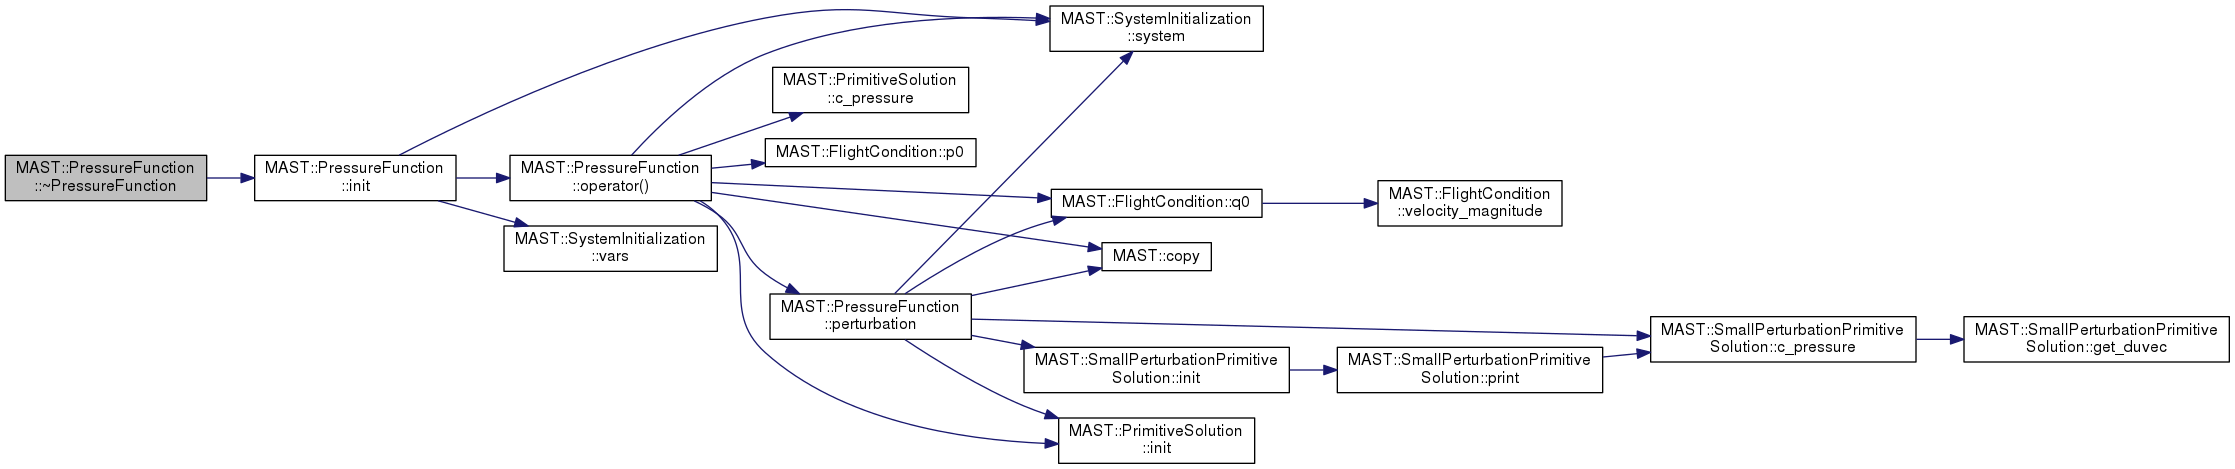 MAST::PressureFunction
::~PressureFunction
MAST::PressureFunction
::init
MAST::PressureFunction
::operator()
MAST::SystemInitialization
::vars
MAST::SystemInitialization
::system
MAST::PrimitiveSolution
::c_pressure
MAST::FlightCondition::p0
MAST::FlightCondition::q0
MAST::FlightCondition
::velocity_magnitude
MAST::copy
MAST::PressureFunction
::perturbation
MAST::SmallPerturbationPrimitive
Solution::init
MAST::SmallPerturbationPrimitive
Solution::print
MAST::SmallPerturbationPrimitive
Solution::c_pressure
MAST::SmallPerturbationPrimitive
Solution::get_duvec
MAST::PrimitiveSolution
::init